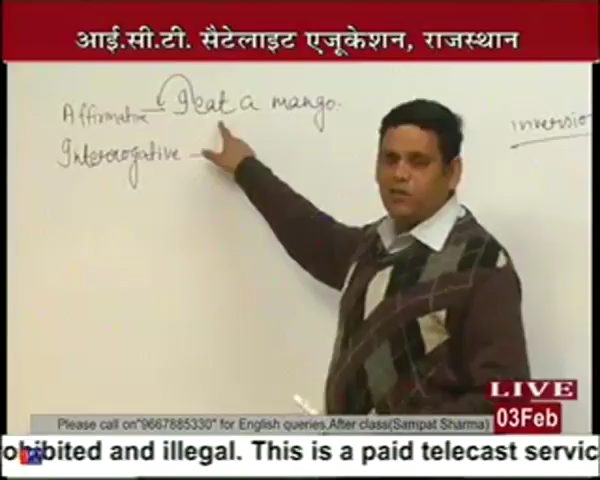 आई.सी.टी. सैटेलाइट एजूकेशन, राजस्थान
Affirmative – I eat a mango.
inversio
Interrogative –
LIVE
Please call on"9667885330" for English queries.After class(Sampat Sharma)
03Feb
ohibited and illegal. This is a paid telecast servic